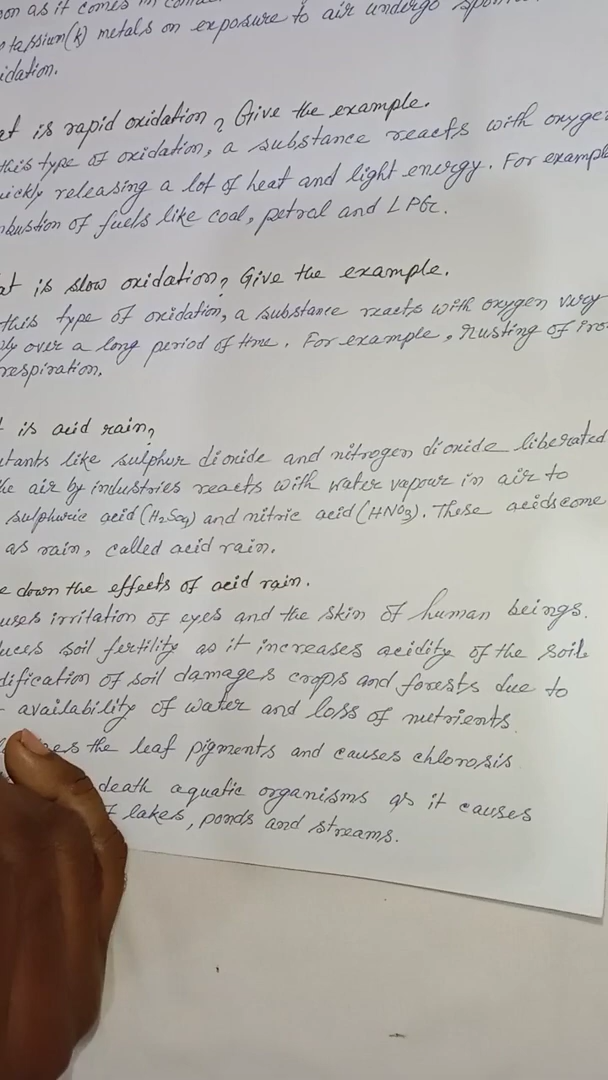 on as it comes in
tassium(k) metals on exposure to air undergo
idation.
at is rapid oxidation? Give the example.
this type of oxidation, a substance reacts with oxygen
uickly releasing a lot of heat and light energy. For example
mbustion of fuels like coal, petrol and LPG.
at is slow oxidation? Give the example.
this type of oxidation, a substance reacts with oxygen very
ly over a long period of time. For example, Rusting of Iro
respiration.
t is acid rain?
utants like sulphur dioxide and nitrogen dioxide liberated
he air by industries reacts with water vapour in air to
sulphuric acid (H2SO4) and nitric acid (HNO3). These acids come
as rain, called acid rain.
e down the effects of acid rain.
uses irritation of eyes and the skin of human beings.
uces soil fertility as it increases acidity of the soil
dification of soil damages crops and forests due to
availability of water and loss of nutrients.
es the leaf pigments and causes chlorosis
death aquatic organisms as it causes
f lakes, ponds and streams.